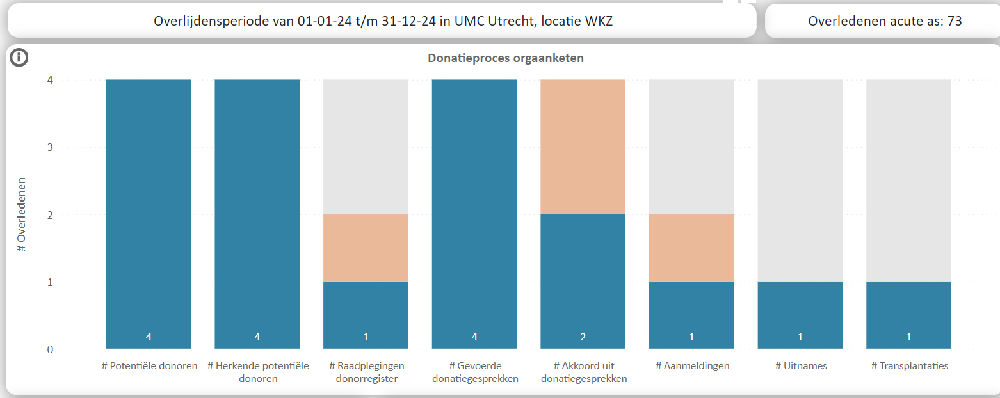 Overlijdensperiode van 01-01-24 t/m 31-12-24 in UMC Utrecht, locatie WKZ
Overledenen acute as: 73
Donatieproces orgaanketen
# Overledenen
4
3
2
1
0
4
4
1
4
2
1
1
1
# Potentiële donoren
# Herkende potentiële
donoren
# Raadplegingen
donorregister
# Gevoerde
donatiegesprekken
# Akkoord uit
donatiegesprekken
# Aanmeldingen
# Uitnames
# Transplantaties